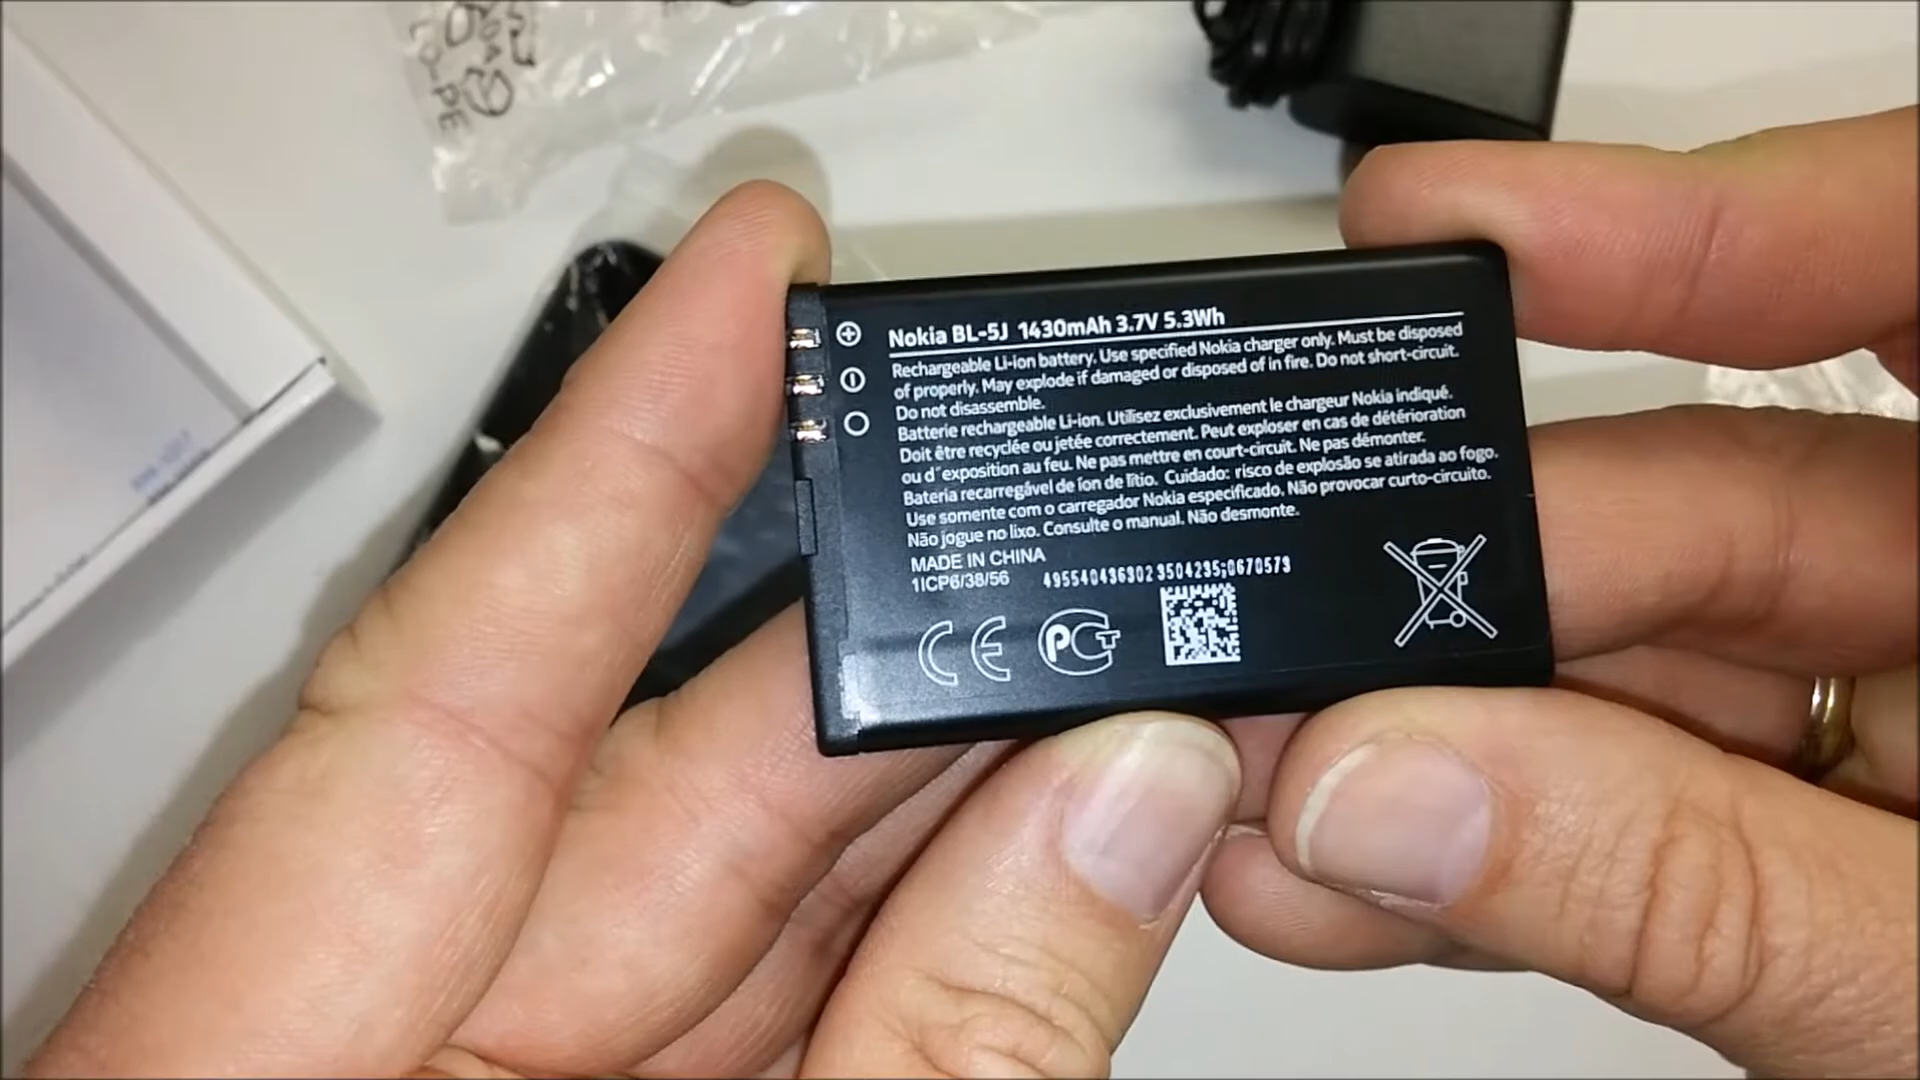 LO-PE
Nokia BL-5J 1430mAh 3.7V 5.3Wh
Rechargeable Li-ion battery. Use specified Nokia charger only. Must be disposed
of properly. May explode if damaged or disposed of in fire. Do not short-circuit.
Do not disassemble.
Batterie rechargeable Li-ion. Utilisez exclusivement le chargeur Nokia indiqué.
Doit être recyclée ou jetée correctement. Peut exploser en cas de détérioration
ou d´exposition au feu. Ne pas mettre en court-circuit. Ne pas démonter.
Bateria recarregável de íon de lítio. Cuidado: risco de explosão se atirada ao fogo.
Use somente com o carregador Nokia especificado. Não provocar curto-circuito.
Não jogue no lixo. Consulte o manual. Não desmonte.
MADE IN CHINA
1ICP6/38/56 4955404363023504235;0670573
CE PCT